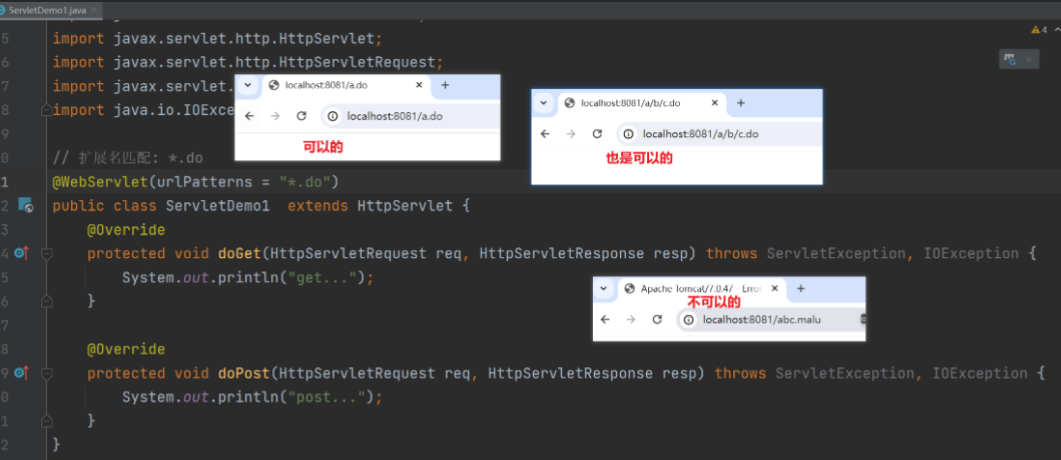 ServletDemo1.java
5 import javax.servlet.http.HttpServlet;
4
6 import javax.servlet.http.HttpServletRequest;
7 import javax.servlet.
8 import java.io.IOExce
localhost:8081/a.do
localhost:8081/a.do
可以的
localhost:8081/a/b/c.do
localhost:8081/a/b/c.do
也是可以的
9
0 // 扩展名匹配: *.do
1 @WebServlet(urlPatterns = "*.do")
2 public class ServletDemo1 extends HttpServlet {
3 @Override
4 protected void doGet(HttpServletRequest req, HttpServletResponse resp) throws ServletException, IOException {
5 System.out.println("get...");
6 }
Apache Tomcat/7.0.47 - Error
不可以的
localhost:8081/abc.malu
7
8 @Override
9 protected void doPost(HttpServletRequest req, HttpServletResponse resp) throws ServletException, IOException {
0 System.out.println("post...");
1 }
2 }